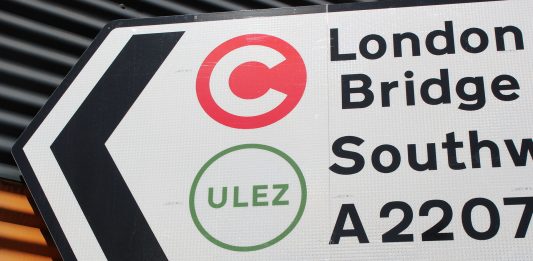 C
London
Bridge
ULEZ
Southw
A2207